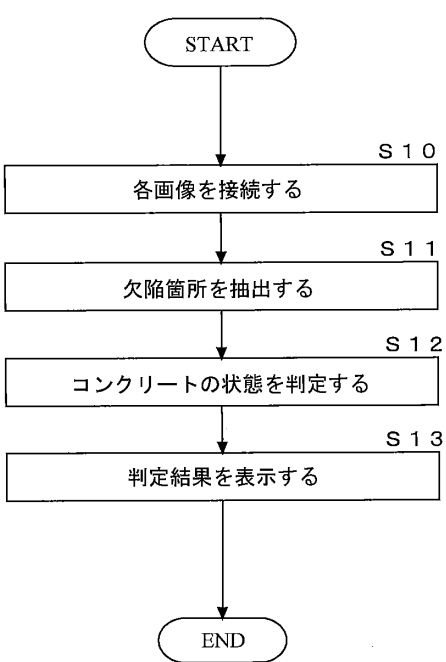 START
S10
各画像を接続する
S11
欠陥箇所を抽出する
S12
コンクリートの状態を判定する
S13
判定結果を表示する
END